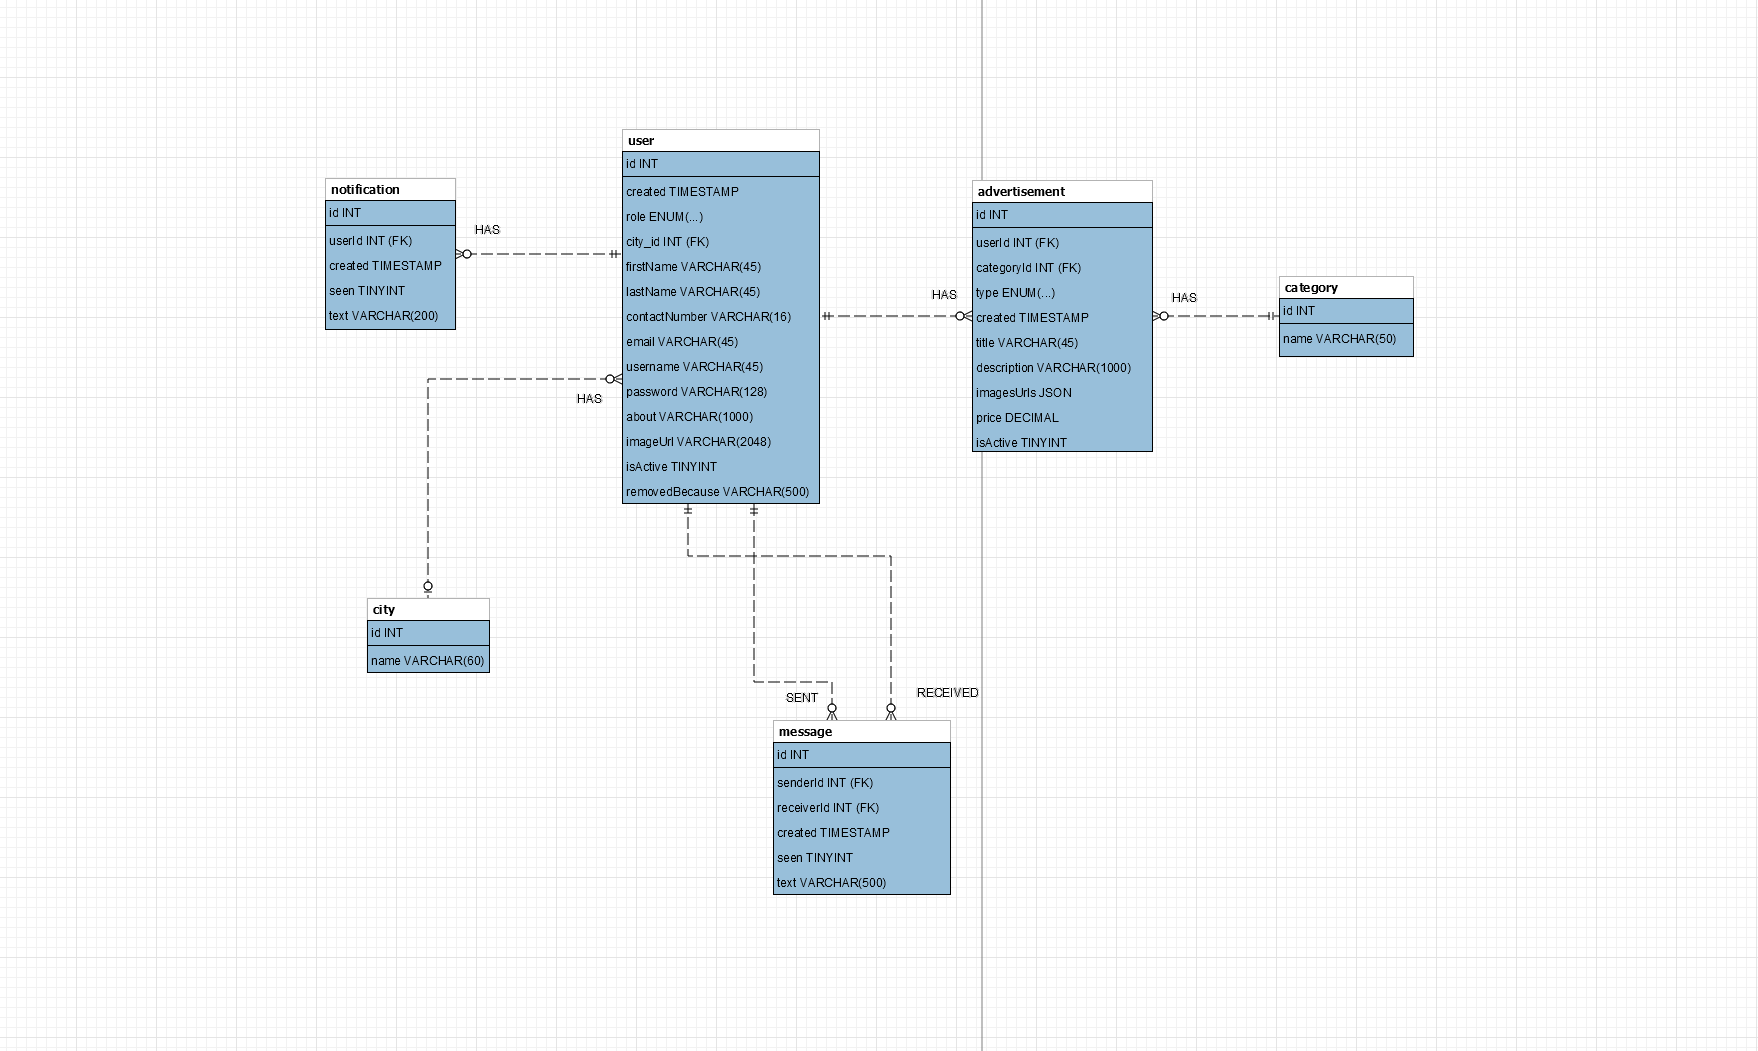 notification
id INT
userId INT (FK)
created TIMESTAMP
seen TINYINT
text VARCHAR(200)
HAS
user
id INT
created TIMESTAMP
role ENUM(...)
city_id INT (FK)
firstName VARCHAR(45)
lastName VARCHAR(45)
contactNumber VARCHAR(16)
email VARCHAR(45)
username VARCHAR(45)
password VARCHAR(128)
about VARCHAR(1000)
imageUrl VARCHAR(2048)
isActive TINYINT
removedBecause VARCHAR(500)
HAS
advertisement
id INT
userId INT (FK)
categoryId INT (FK)
type ENUM(...)
created TIMESTAMP
title VARCHAR(45)
description VARCHAR(1000)
imagesUrls JSON
price DECIMAL
isActive TINYINT
HAS
category
id INT
name VARCHAR(50)
HAS
city
id INT
name VARCHAR(60)
SENT
RECEIVED
message
id INT
senderId INT (FK)
receiverId INT (FK)
created TIMESTAMP
seen TINYINT
text VARCHAR(500)